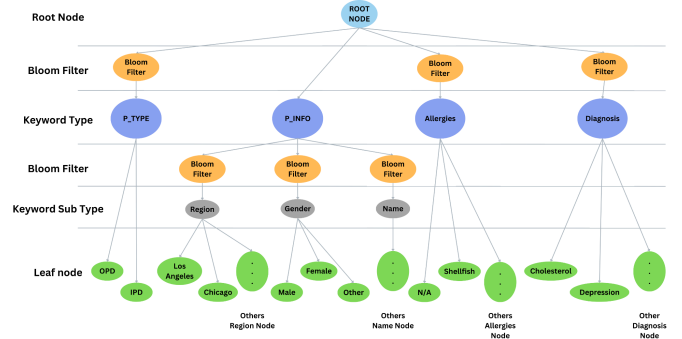 Root Node
ROOT
NODE
Bloom Filter
Bloom
Filter
Bloom
Filter
Bloom
Filter
Keyword Type
P_TYPE
P_INFO
Allergies
Diagnosis
Bloom Filter
Bloom
Filter
Bloom
Filter
Bloom
Filter
Keyword Sub Type
Region
Gender
Name
Leaf node
OPD
IPD
Los
Angeles
Chicago
.
.
.
Male
Female
Other
.
.
.
N/A
Shellfish
.
.
.
Cholesterol
Depression
.
.
.
Others
Region Node
Others
Name Node
Others
Allergies
Node
Other
Diagnosis
Node